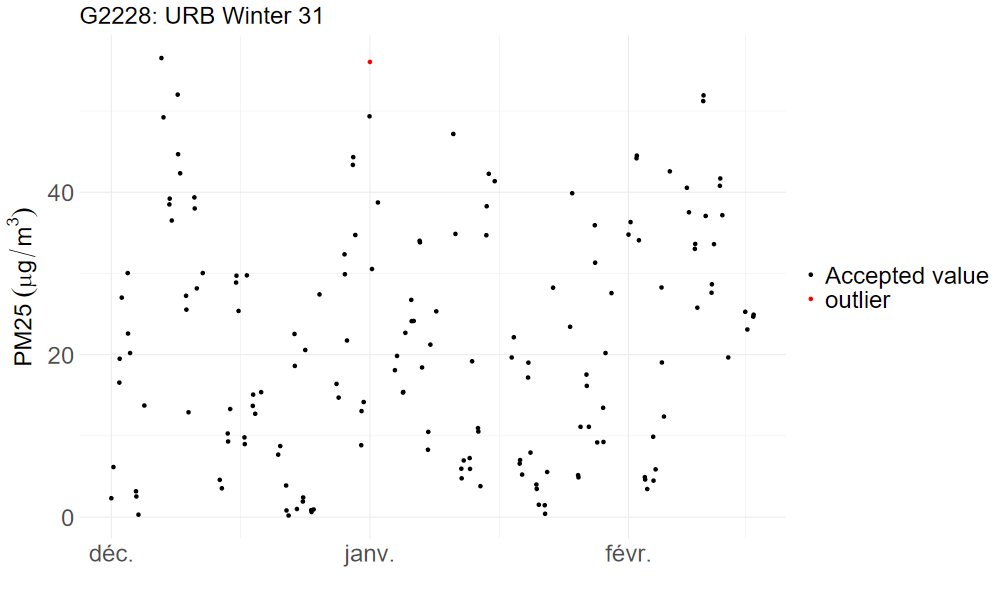 G2228: URB Winter 31
PM25 (μg/m³)
40
20
0
déc.
janv.
févr.
Accepted value
outlier